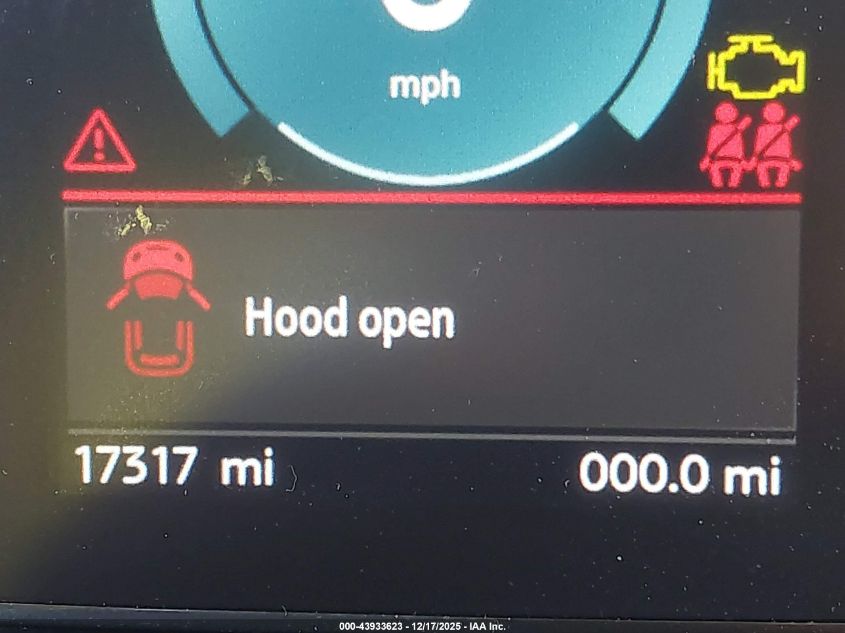 mph
Hood open
17317 mi
000.0 mi
000-43933623 - 12/17/2025 - IAA Inc.